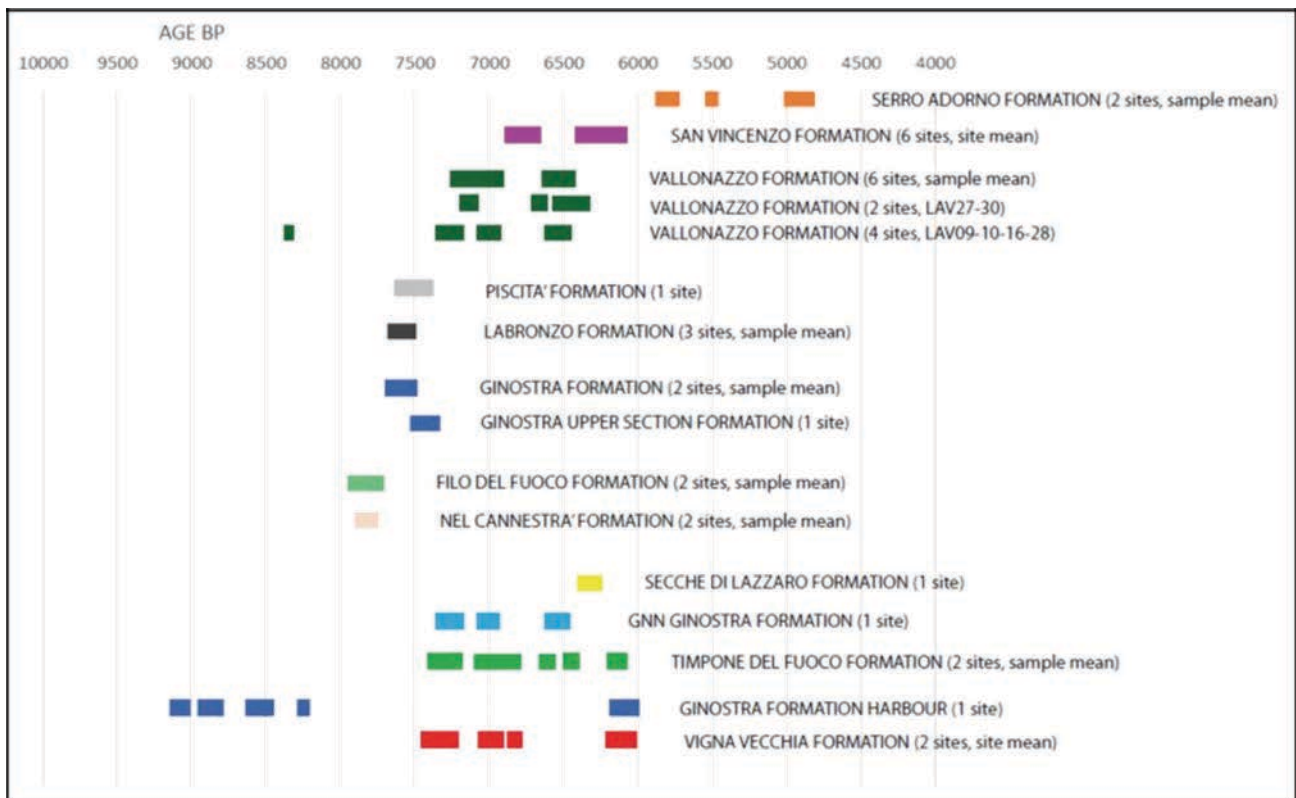 AGE BP
10000 9500 9000 8500 8000 7500 7000 6500 6000 5500 5000 4500 4000
SERRO ADORNO FORMATION (2 sites, sample mean)
SAN VINCENZO FORMATION (6 sites, site mean)
VALLONAZZO FORMATION (6 sites, sample mean)
VALLONAZZO FORMATION (2 sites, LAV27-30)
VALLONAZZO FORMATION (4 sites, LAV09-10-16-28)
PISCITA' FORMATION (1 site)
LABRONZO FORMATION (3 sites, sample mean)
GINOSTRA FORMATION (2 sites, sample mean)
GINOSTRA UPPER SECTION FORMATION (1 site)
FILO DEL FUOCO FORMATION (2 sites, sample mean)
NEL CANNESTRA' FORMATION (2 sites, sample mean)
SECCHE DI LAZZARO FORMATION (1 site)
GNN GINOSTRA FORMATION (1 site)
TIMPONE DEL FUOCO FORMATION (2 sites, sample mean)
GINOSTRA FORMATION HARBOUR (1 site)
VIGNA VECCHIA FORMATION (2 sites, site mean)